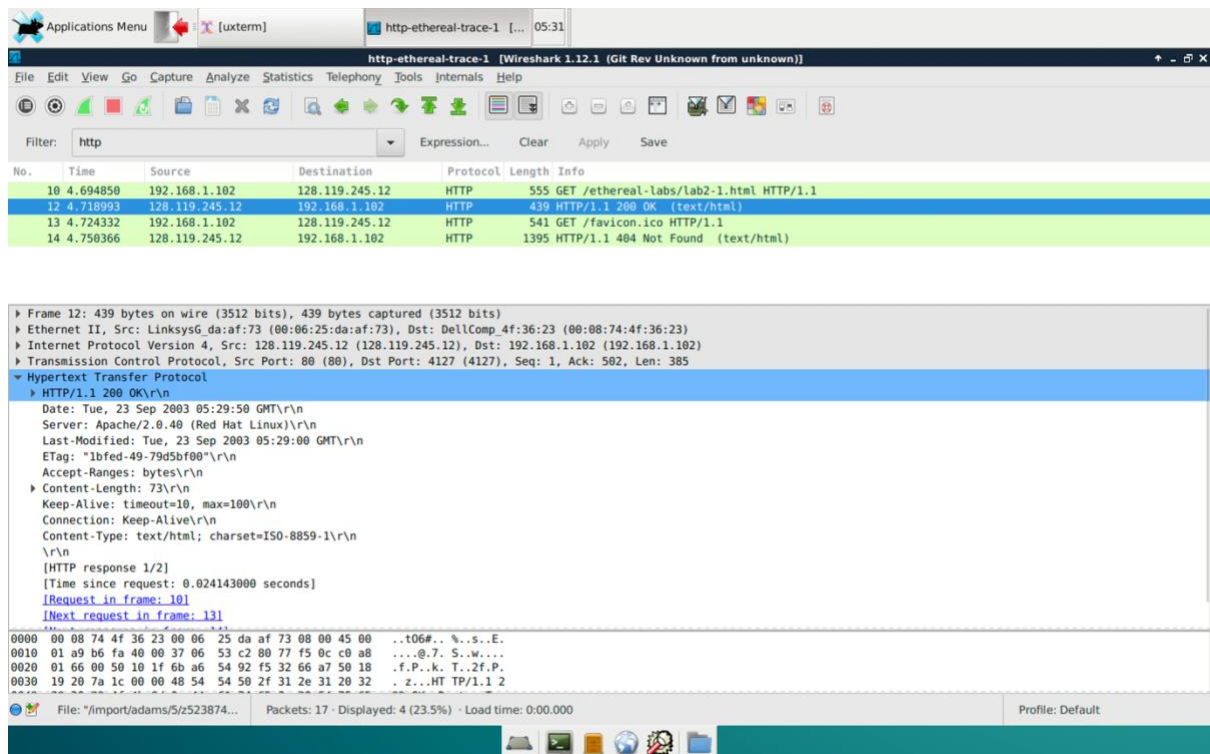 Applications Menu [uxterm] http-ethereal-trace-1 [... 05:31
http-ethereal-trace-1 [Wireshark 1.12.1 (Git Rev Unknown from unknown)]
File Edit View Go Capture Analyze Statistics Telephony Tools Internals Help
Filter: http Expression... Clear Apply Save
No. Time Source Destination Protocol Length Info
10 4.694850 192.168.1.102 128.119.245.12 HTTP 555 GET /ethereal-labs/lab2-1.html HTTP/1.1
12 4.718993 128.119.245.12 192.168.1.102 HTTP 439 HTTP/1.1 200 OK (text/html)
13 4.724332 192.168.1.102 128.119.245.12 HTTP 541 GET /favicon.ico HTTP/1.1
14 4.750366 128.119.245.12 192.168.1.102 HTTP 1395 HTTP/1.1 404 Not Found (text/html)
Frame 12: 439 bytes on wire (3512 bits), 439 bytes captured (3512 bits)
Ethernet II, Src: LinksysG_da:af:73 (00:06:25:da:af:73), Dst: DellComp_4f:36:23 (00:08:74:4f:36:23)
Internet Protocol Version 4, Src: 128.119.245.12 (128.119.245.12), Dst: 192.168.1.102 (192.168.1.102)
Transmission Control Protocol, Src Port: 80 (80), Dst Port: 4127 (4127), Seq: 1, Ack: 502, Len: 385
Hypertext Transfer Protocol
HTTP/1.1 200 OK\r\n
Date: Tue, 23 Sep 2003 05:29:50 GMT\r\n
Server: Apache/2.0.40 (Red Hat Linux)\r\n
Last-Modified: Tue, 23 Sep 2003 05:29:00 GMT\r\n
ETag: "1bfed-49-79d5bf00"\r\n
Accept-Ranges: bytes\r\n
Content-Length: 73\r\n
Keep-Alive: timeout=10, max=100\r\n
Connection: Keep-Alive\r\n
Content-Type: text/html; charset=ISO-8859-1\r\n
\r\n
[HTTP response 1/2]
[Time since request: 0.024143000 seconds]
[Request in frame: 10]
[Next request in frame: 13]
0000 00 08 74 4f 36 23 00 06 25 da af 73 08 00 45 00 ..tO6#.. %..s..E.
0010 01 a9 b6 fa 40 00 37 06 53 c2 80 77 f5 0c c0 a8 ....@.7. S..w....
0020 01 66 00 50 10 1f 6b a6 54 92 f5 32 66 a7 50 18 .f.P..k. T..2f.P.
0030 19 20 7a 1c 00 00 48 54 54 50 2f 31 2e 31 20 32 . z...HT TP/1.1 2
File: "/import/adams/5/z523874... Packets: 17 · Displayed: 4 (23.5%) · Load time: 0:00.000 Profile: Default